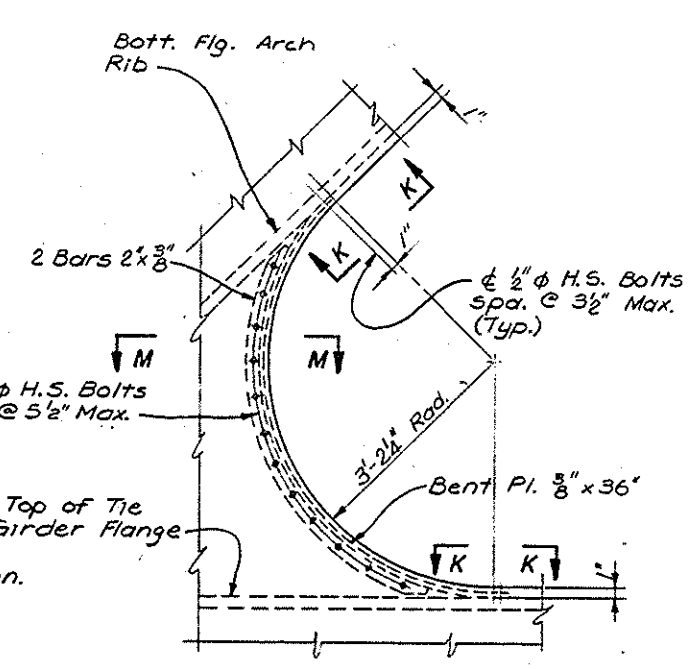 Bott. Flg. Arch
Rib
1"
K
K
1"
2 Bars 2"x 3/8"
₵ 1/2" φ H.S. Bolts
spa. @ 3 1/2" Max.
(Typ.)
M
M
φ H.S. Bolts
@ 5 1/2" Max.
3'-2 1/4" Rad.
Bent Pl. 3/8" x 36"
Top of Tie
Girder Flange
K
K
1"
n.